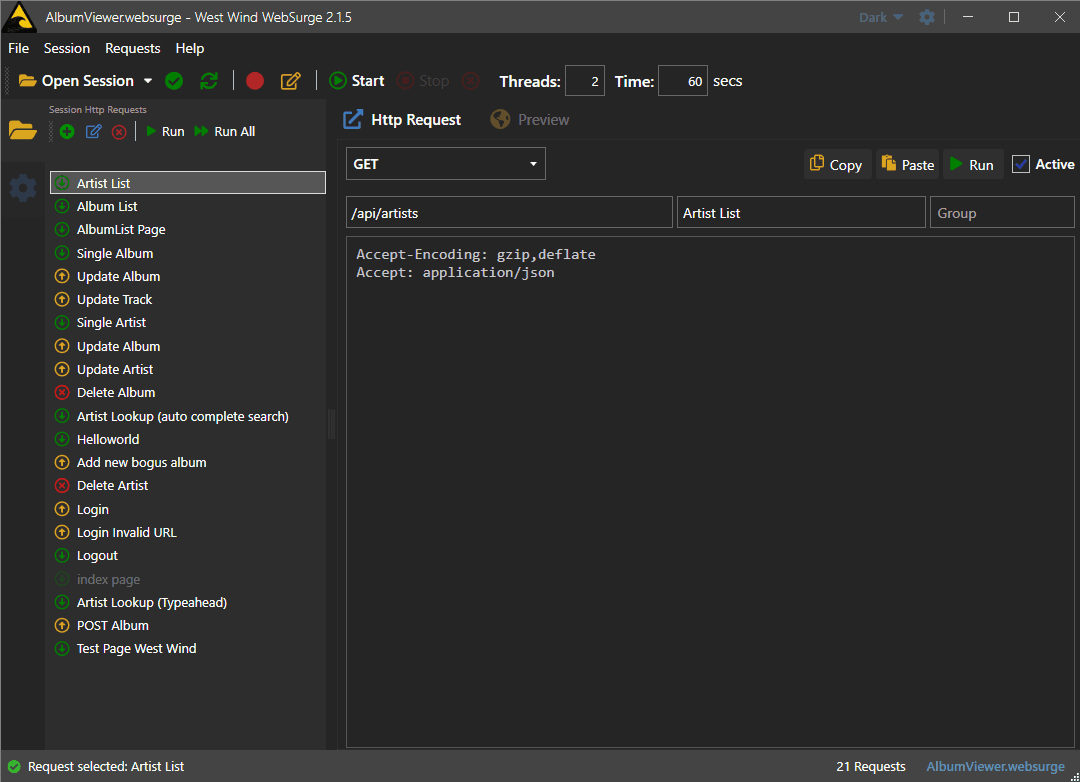 AlbumViewer.websurge - West Wind WebSurge 2.1.5
Dark
File Session Requests Help
Open Session Start Stop Threads: 2 Time: 60 secs
Session Http Requests
Run Run All
Http Request Preview
GET
Copy Paste Run Active
/api/artists Artist List Group
Accept-Encoding: gzip,deflate
Accept: application/json
Artist List
Album List
AlbumList Page
Single Album
Update Album
Update Track
Single Artist
Update Album
Update Artist
Delete Album
Artist Lookup (auto complete search)
Helloworld
Add new bogus album
Delete Artist
Login
Login Invalid URL
Logout
index page
Artist Lookup (Typeahead)
POST Album
Test Page West Wind
Request selected: Artist List 21 Requests AlbumViewer.websurge